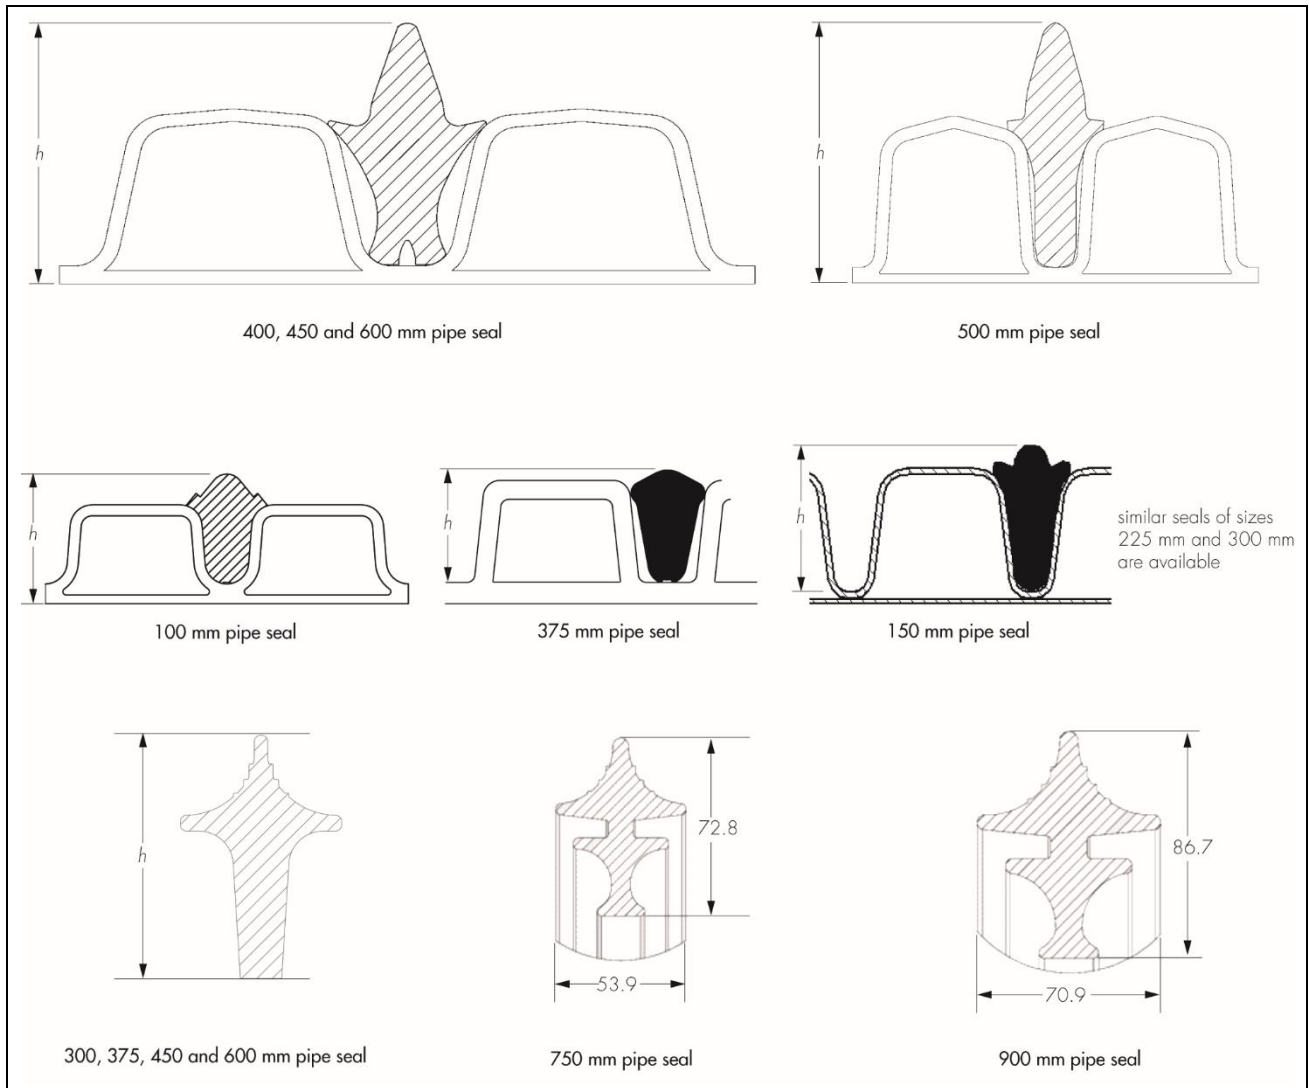 h
h
400, 450 and 600 mm pipe seal
500 mm pipe seal
h
h
h
similar seals of sizes
225 mm and 300 mm
are available
100 mm pipe seal
375 mm pipe seal
150 mm pipe seal
h
72.8
53.9
86.7
70.9
300, 375, 450 and 600 mm pipe seal
750 mm pipe seal
900 mm pipe seal